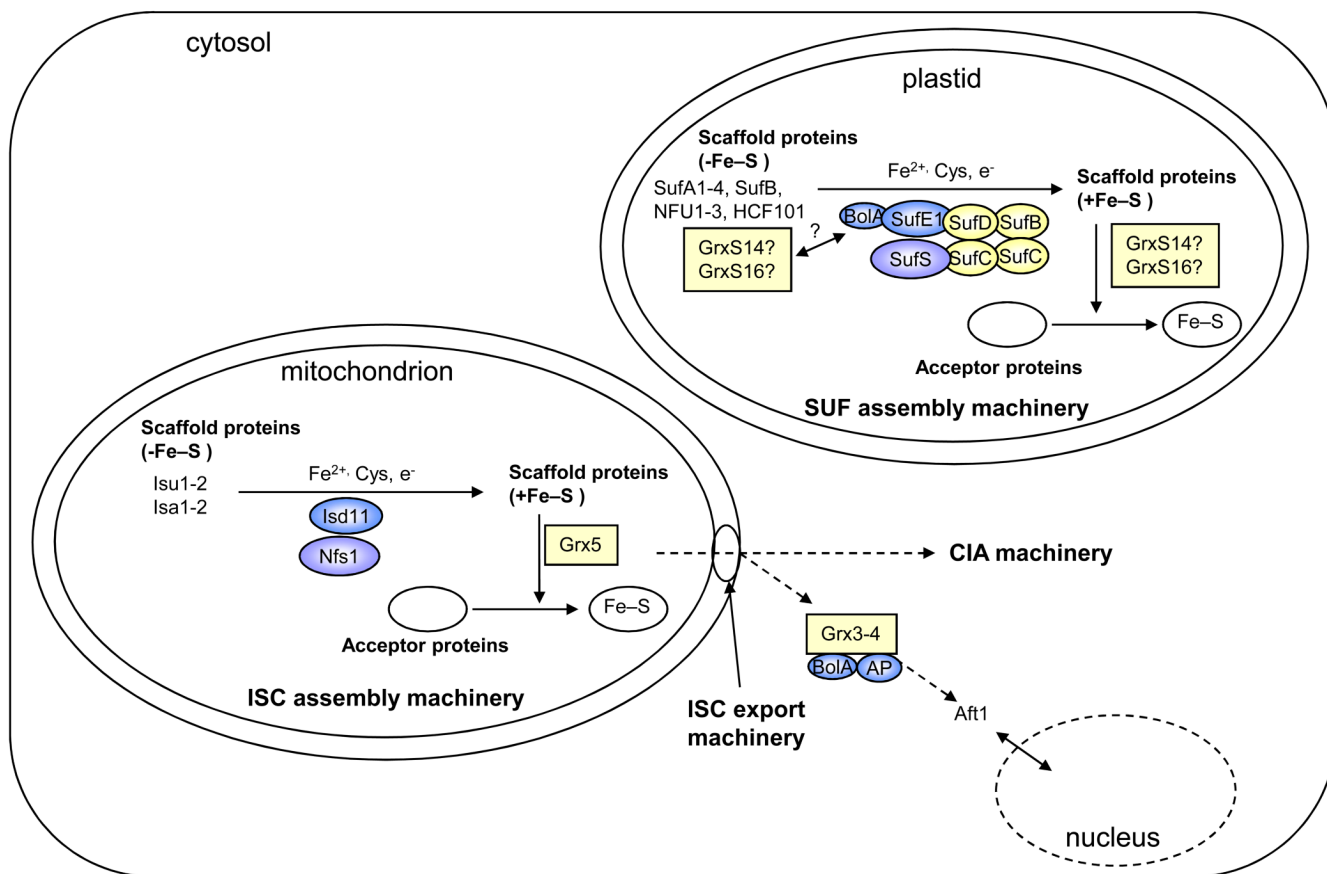 cytosol
plastid
Scaffold proteins
(-Fe–S )
SufA1-4, SufB,
NFU1-3, HCF101
GrxS14?
GrxS16?
?
Fe2+, Cys, e-
BolA
SufE1
SufD
SufB
SufS
SufC
SufC
Scaffold proteins
(+Fe–S )
GrxS14?
GrxS16?
Fe–S
Acceptor proteins
SUF assembly machinery
mitochondrion
Scaffold proteins
(-Fe–S )
Isu1-2
Isa1-2
Fe2+, Cys, e-
Isd11
Nfs1
Scaffold proteins
(+Fe–S )
Grx5
Fe–S
Acceptor proteins
ISC assembly machinery
CIA machinery
ISC export
machinery
Grx3-4
BolA
AP
Aft1
nucleus